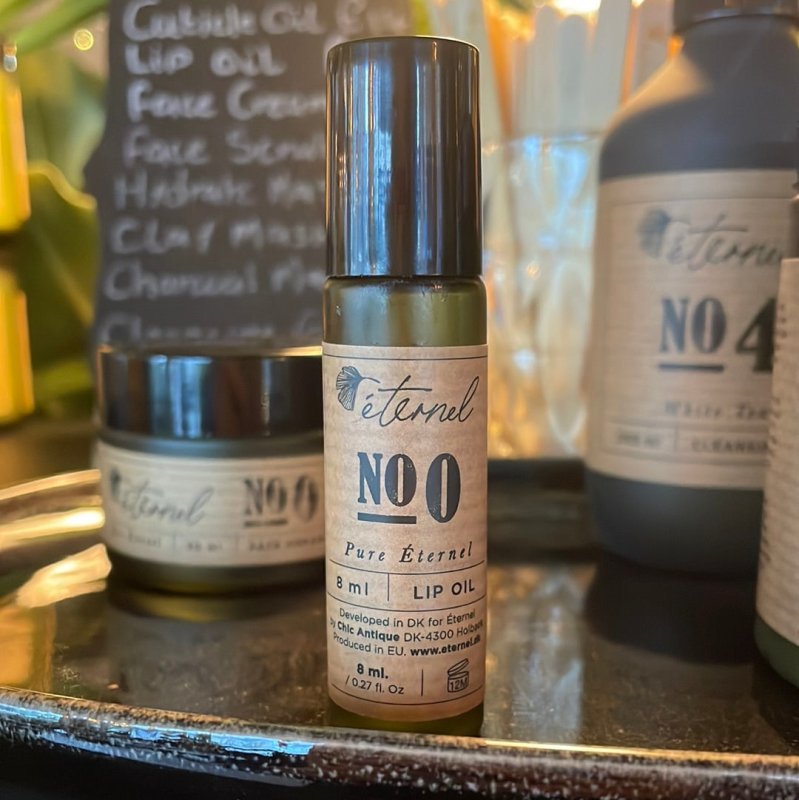 Cuticle Oil
Lip oil
Face Cream
Face Scrub
Clay Mask
Charcoal
éternel
NO 0
Pure Éternel
8 ml
LIP OIL
Developed in DK for Éternel
by Chic Antique DK-4300 Holbæk
Produced in EU. www.eternel.dk
8 ml.
/ 0.27 fl. Oz
12M
éternel
NO 0
éternel
NO 4
White